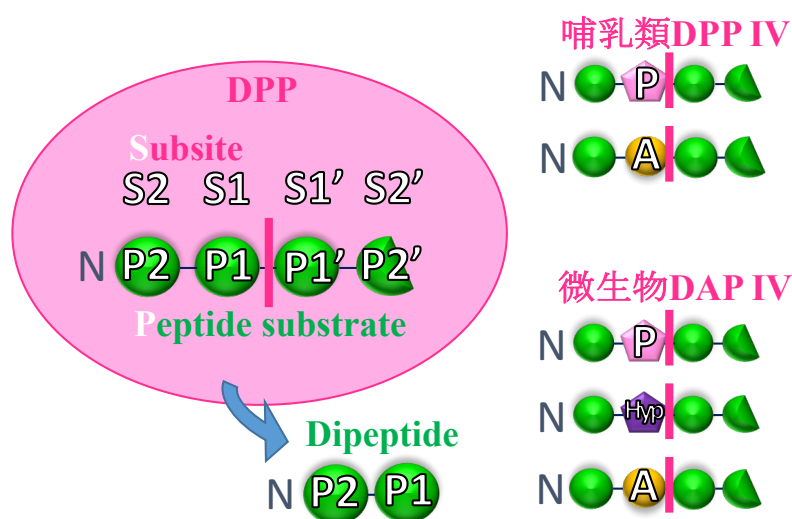 DPP
Subsite
S2 S1 S1’ S2’
N P2 P1 P1’ P2’
Peptide substrate
Dipeptide
N P2 P1
哺乳類DPP IV
N P
N A
微生物DAP IV
N P
N Hyp
N A